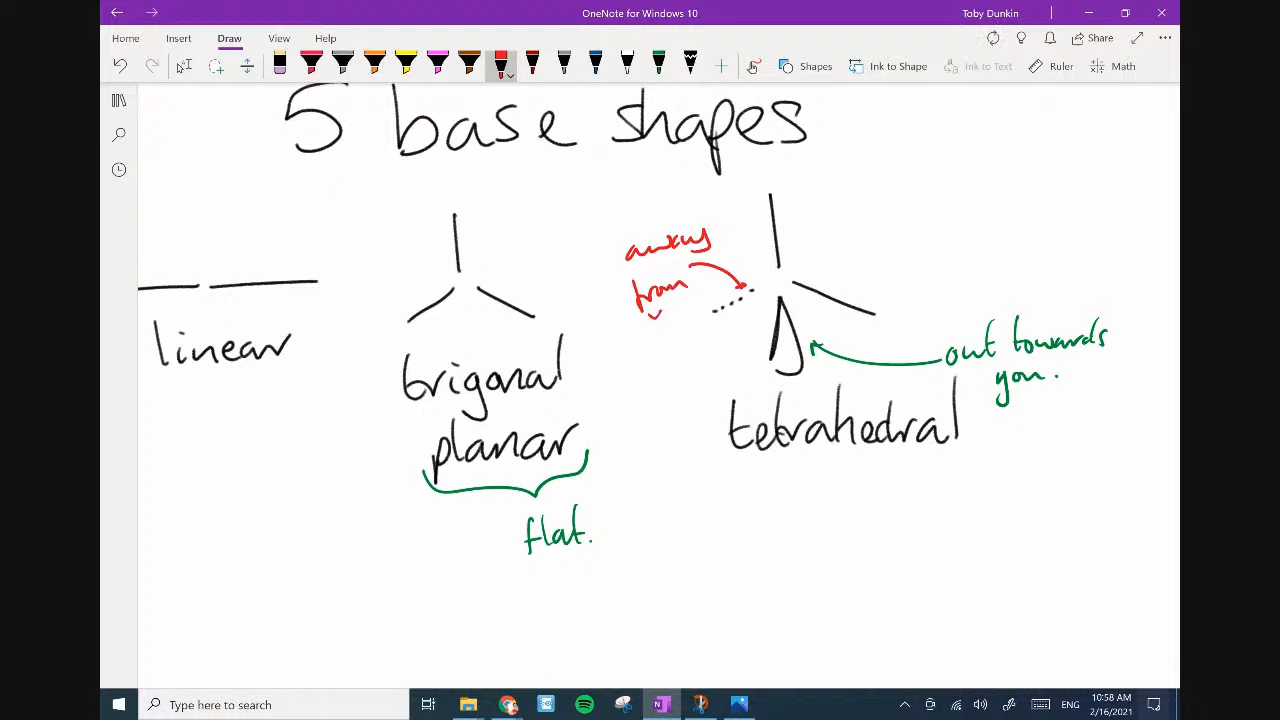 OneNote for Windows 10
Toby Dunkin
Home Insert Draw View Help
Share
Shapes Ink to Shape Ink to Text Ruler Math
5 base shapes
away
from
linear
trigonal
planar
flat.
out towards
you.
tetrahedral
Type here to search
10:58 AM
2/16/2021